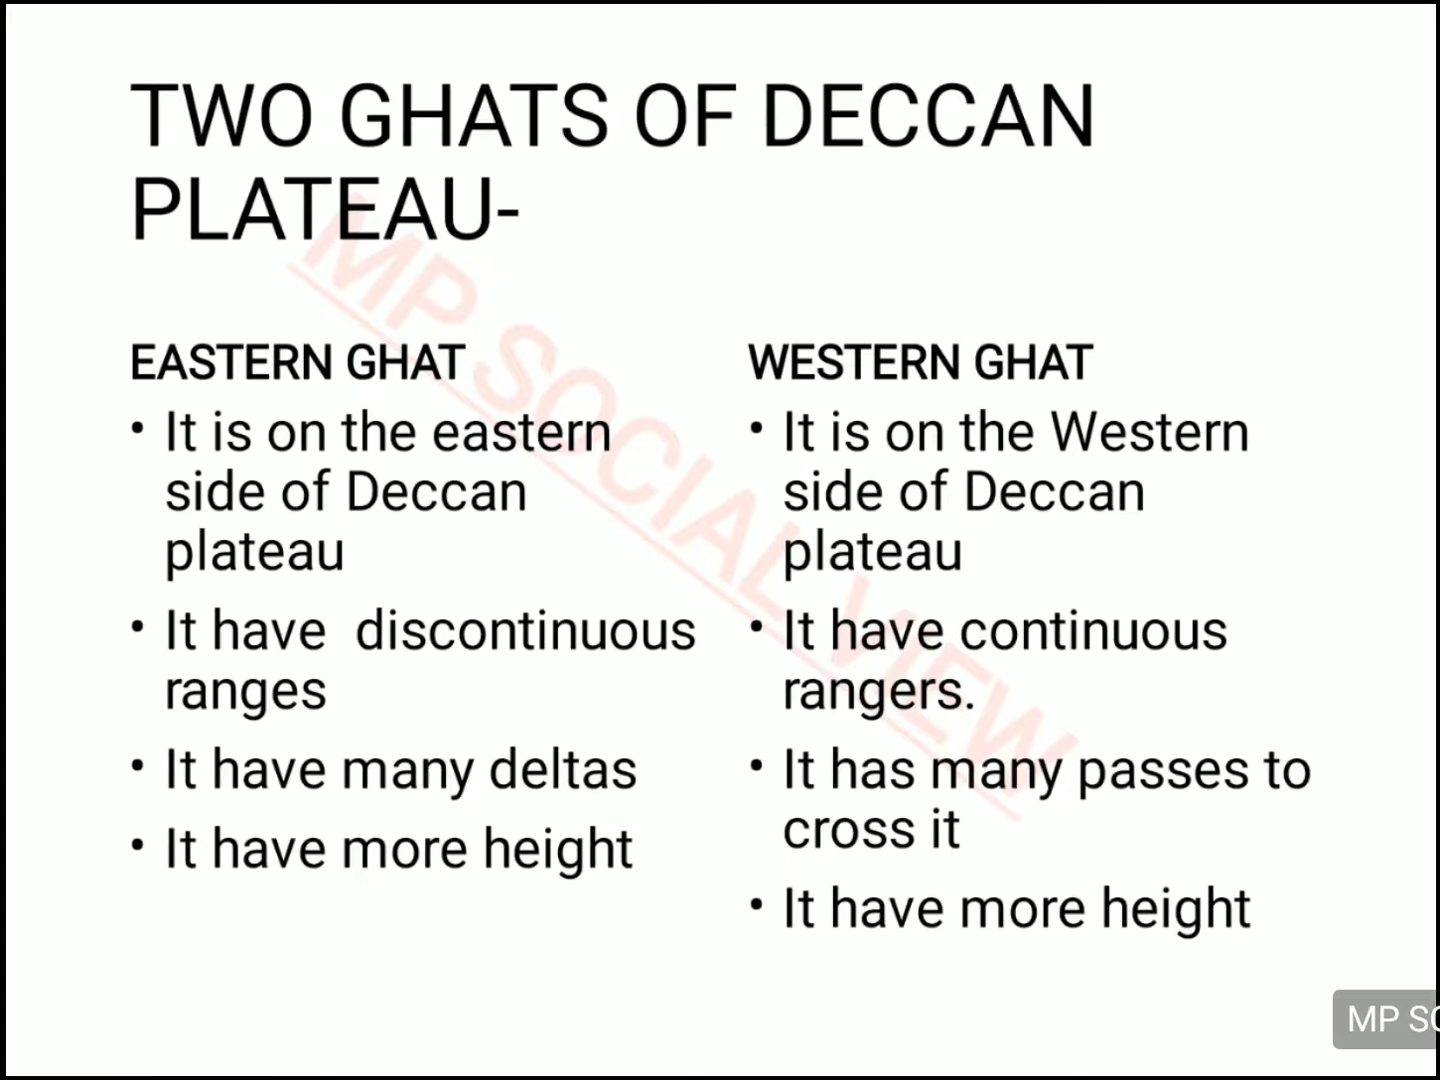 TWO GHATS OF DECCAN
PLATEAU-
EASTERN GHAT
• It is on the eastern
side of Deccan
plateau
• It have  discontinuous
ranges
• It have many deltas
• It have more height
WESTERN GHAT
• It is on the Western
side of Deccan
plateau
• It have continuous
rangers.
• It has many passes to
cross it
• It have more height
MP SOCIAL VIEW
MP SO